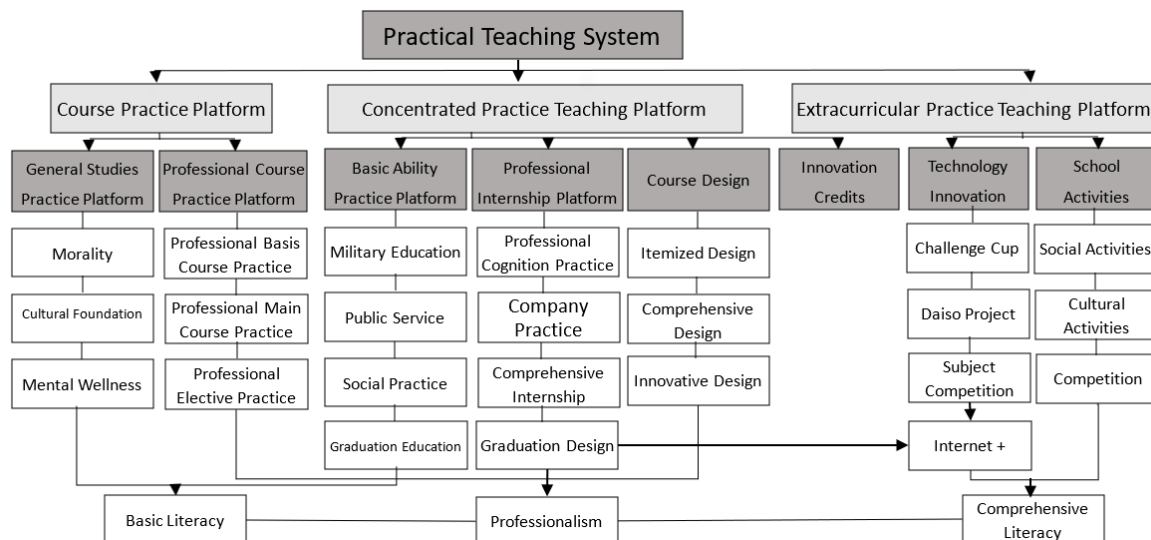 Practical Teaching System
Course Practice Platform
Concentrated Practice Teaching Platform
Extracurricular Practice Teaching Platform
General Studies
Practice Platform
Professional Course
Practice Platform
Basic Ability
Practice Platform
Professional
Internship Platform
Course Design
Innovation
Credits
Technology
Innovation
School
Activities
Morality
Professional Basis
Course Practice
Military Education
Professional
Cognition Practice
Itemized Design
Challenge Cup
Social Activities
Cultural Foundation
Professional Main
Course Practice
Public Service
Company
Practice
Comprehensive
Design
Daiso Project
Cultural
Activities
Mental Wellness
Professional
Elective Practice
Social Practice
Comprehensive
Internship
Innovative Design
Subject
Competition
Competition
Graduation Education
Graduation Design
Internet +
Basic Literacy
Professionalism
Comprehensive
Literacy